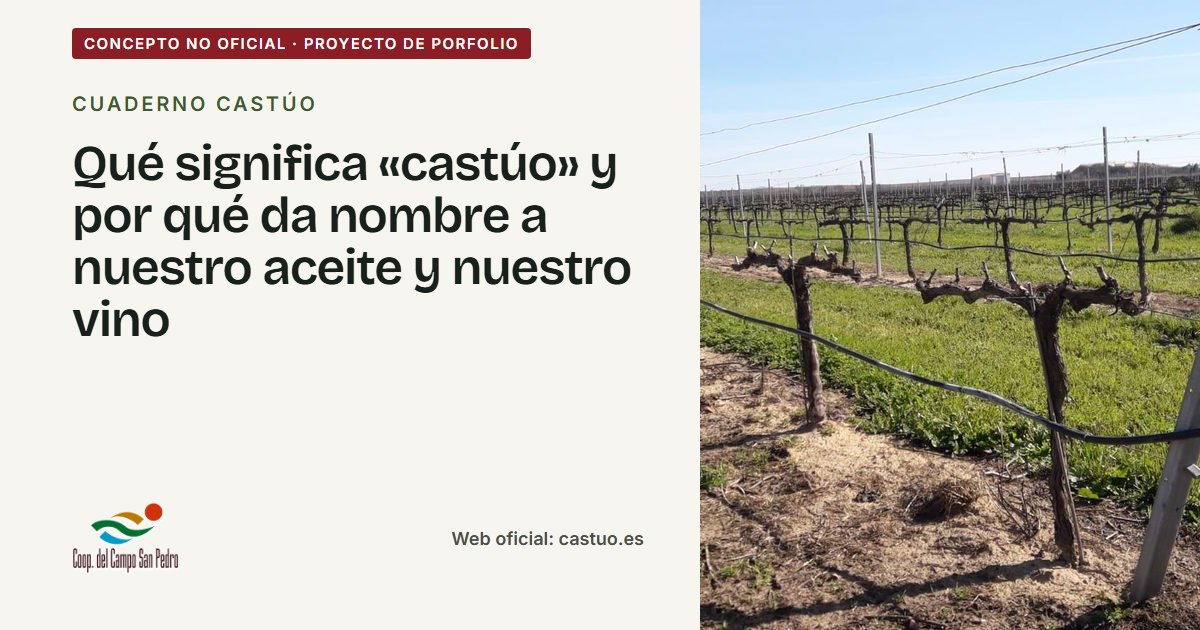 CONCEPTO NO OFICIAL · PROYECTO DE PORFOLIO
CUADERNO CASTÚO
Qué significa «castúo» y
por qué da nombre a
nuestro aceite y nuestro
vino
Coop. del Campo San Pedro
Web oficial: castuo.es